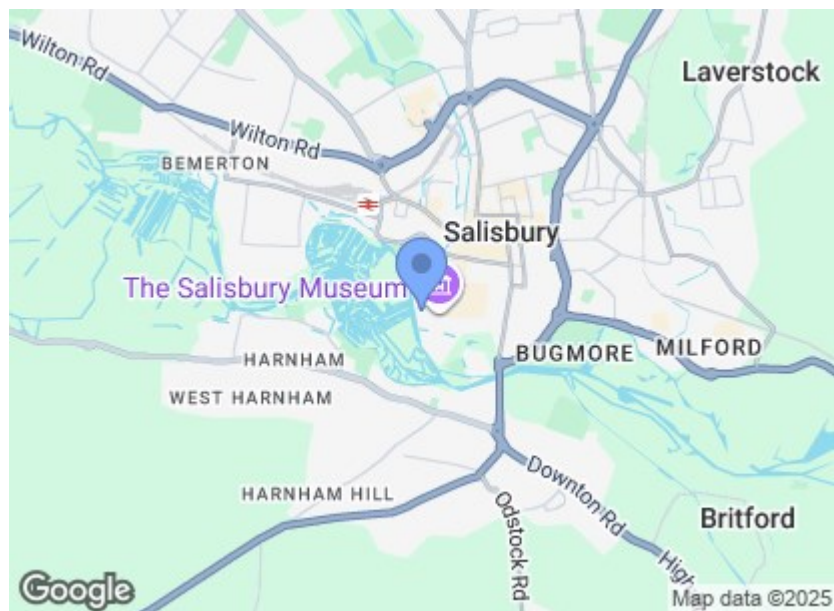 Wilton Rd
Laverstock
Wilton Rd
BEMERTON
Salisbury
The Salisbury Museum
HARNHAM
BUGMORE
MILFORD
WEST HARNHAM
HARNHAM HILL
Downton Rd
Odstock Rd
Britford
High
Google
Map data ©2025